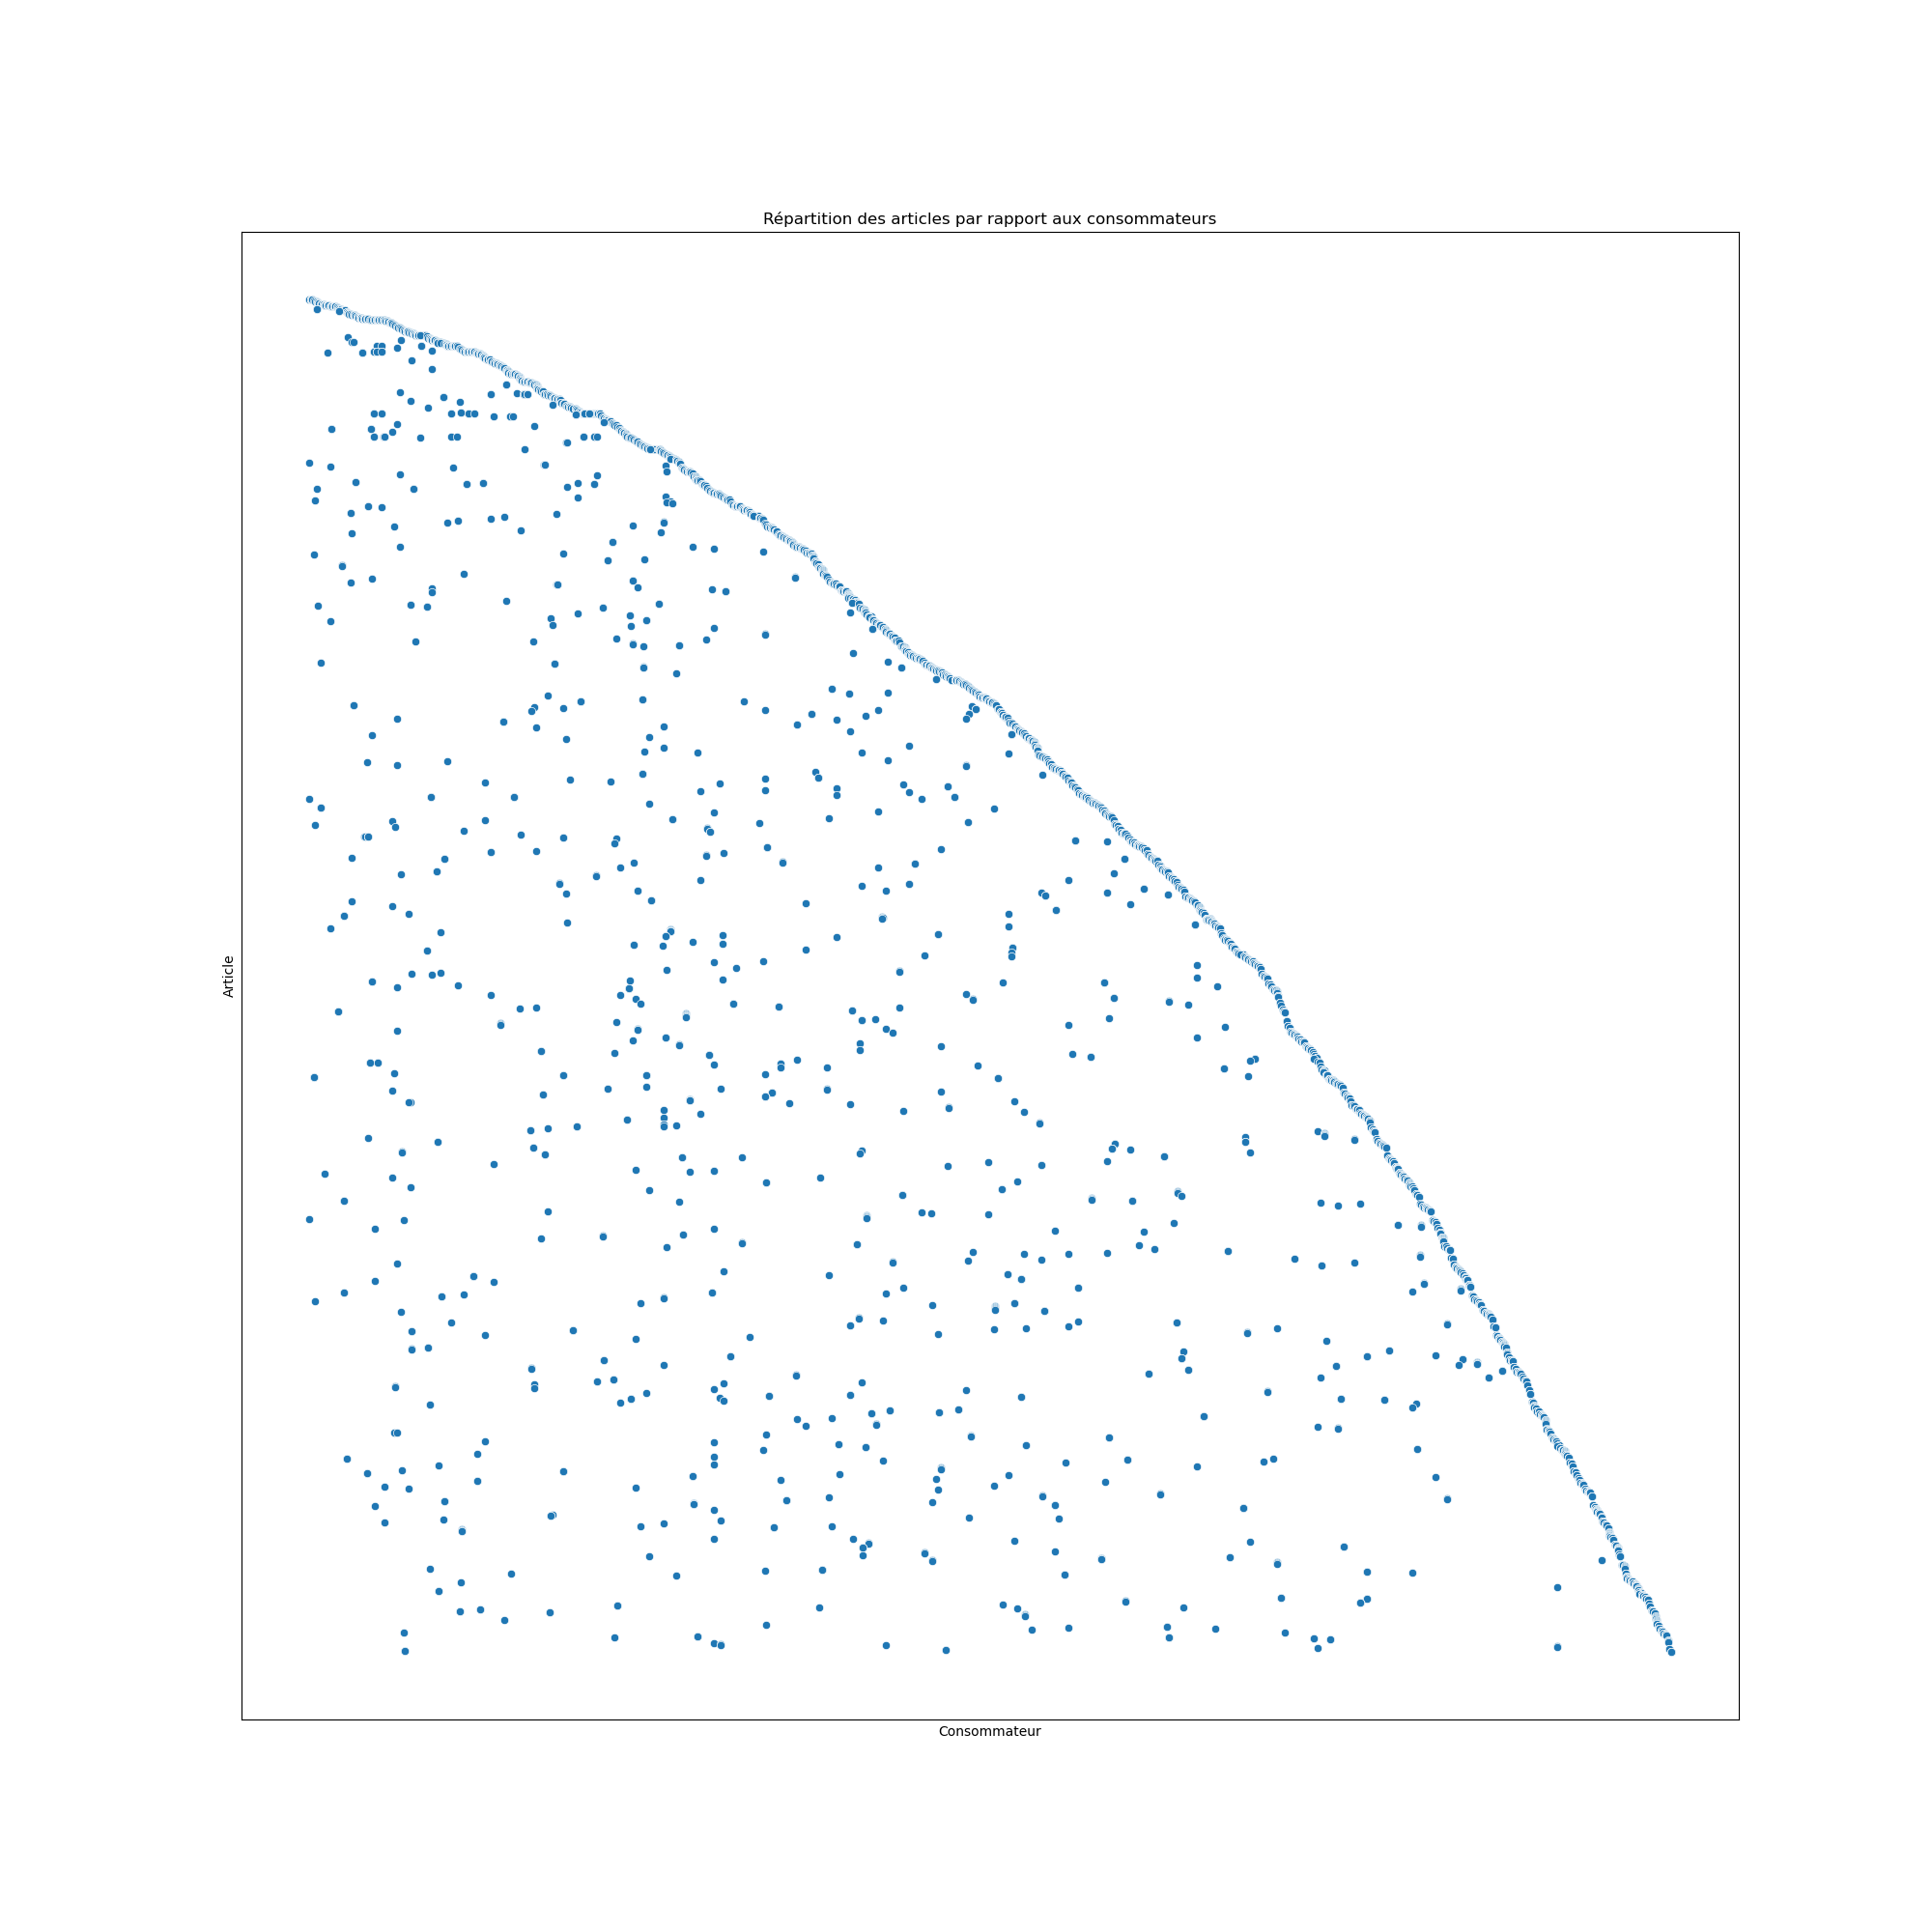 Répartition des articles par rapport aux consommateurs
Article
Consommateur